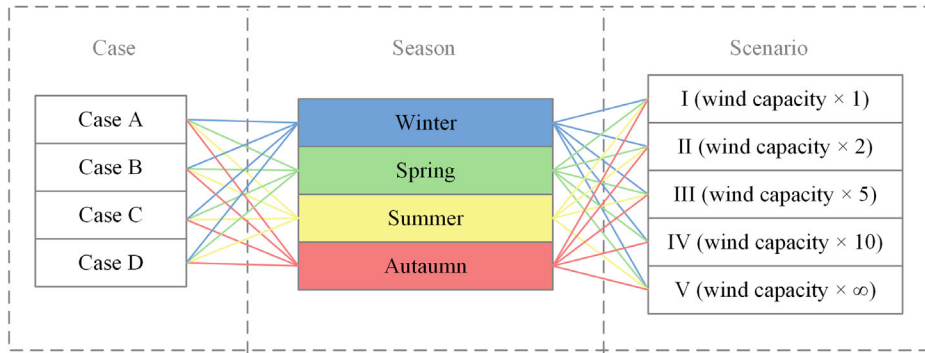 Case
Season
Scenario
Case A
Case B
Case C
Case D
Winter
Spring
Summer
Autaumn
I (wind capacity × 1)
II (wind capacity × 2)
III (wind capacity × 5)
IV (wind capacity × 10)
V (wind capacity × ∞)